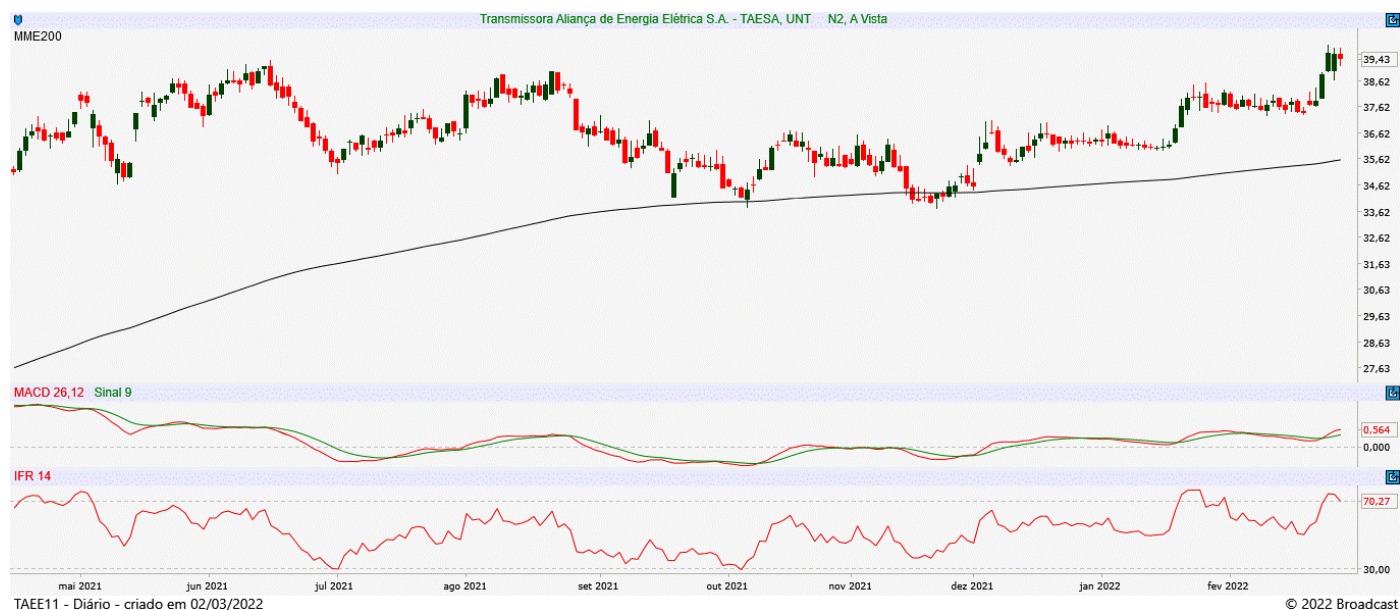 Transmissora Aliança de Energia Elétrica S.A. - TAESA, UNT N2, A Vista
MME200
39,43
38,62
37,62
36,62
35,62
34,62
33,62
32,62
31,63
30,63
29,63
28,63
27,63
MACD 26,12 Sinal 9
0,564
0,000
IFR 14
70,27
30,00
mai 2021 jun 2021 jul 2021 ago 2021 set 2021 out 2021 nov 2021 dez 2021 jan 2022 fev 2022
TAEE11 - Diário - criado em 02/03/2022 © 2022 Broadcast